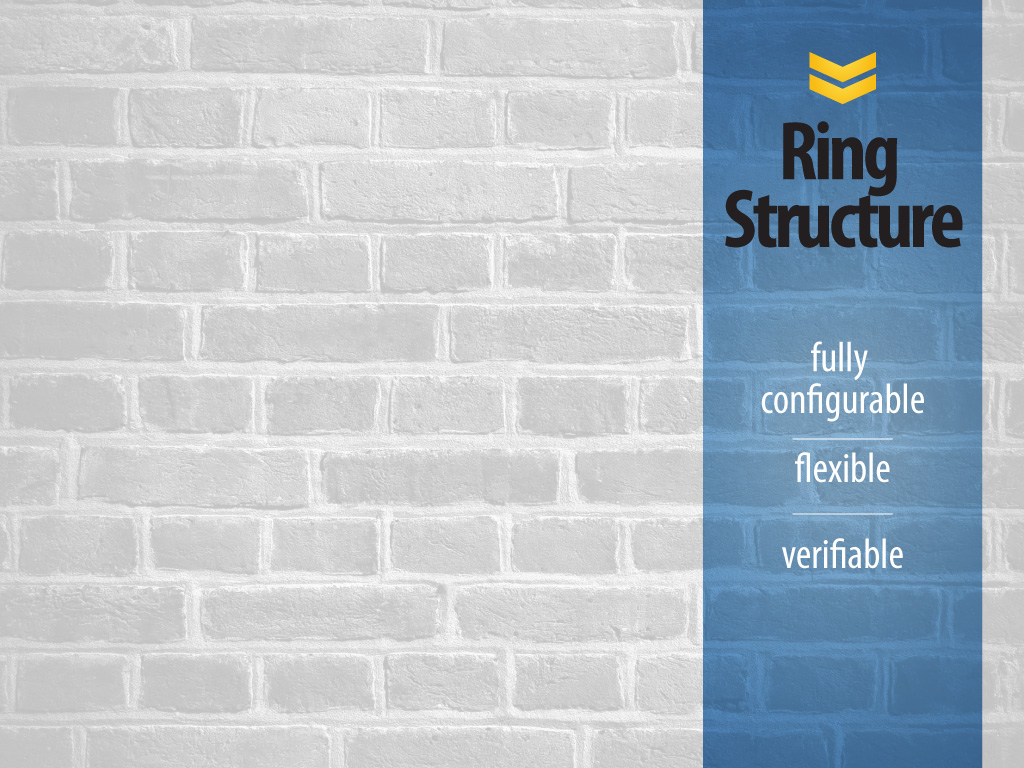 Ring
Structure
fully
configurable
flexible
verifiable